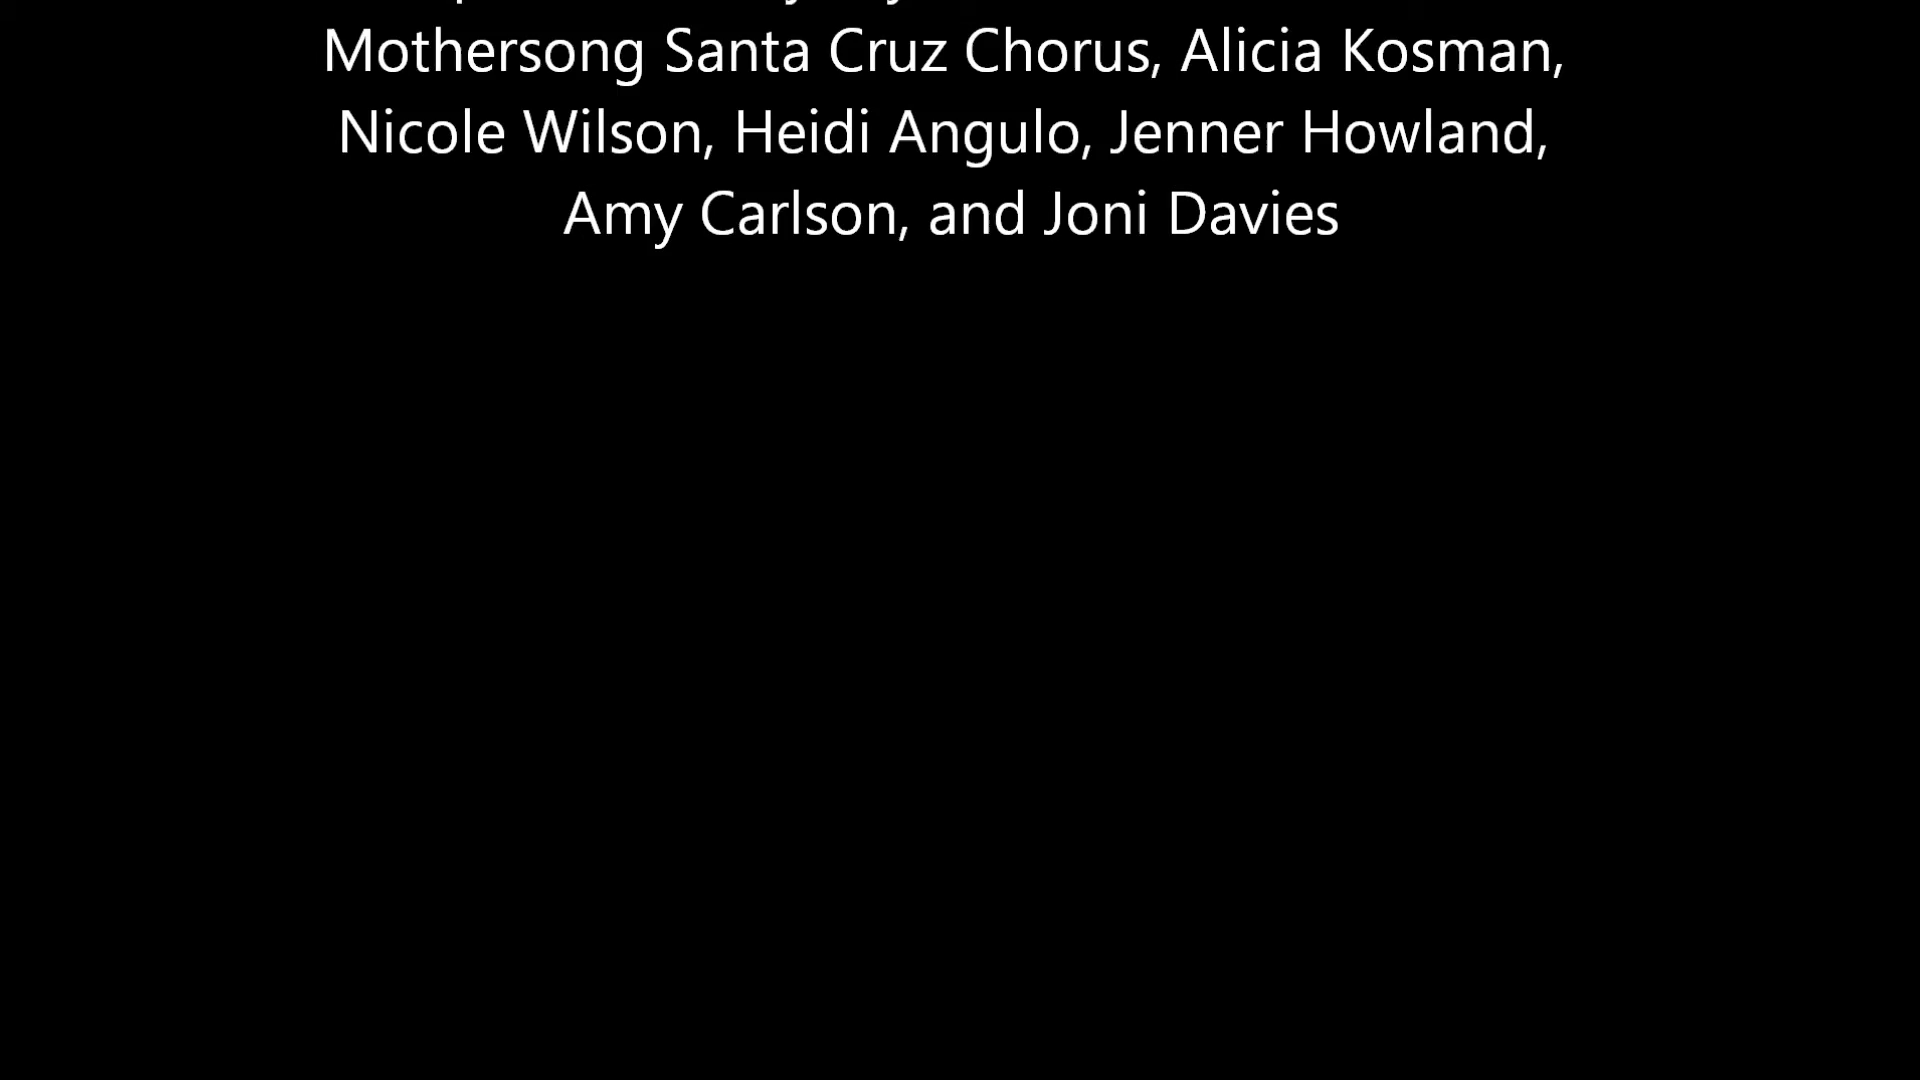 Mothersong Santa Cruz Chorus, Alicia Kosman,
Nicole Wilson, Heidi Angulo, Jenner Howland,
Amy Carlson, and Joni Davies